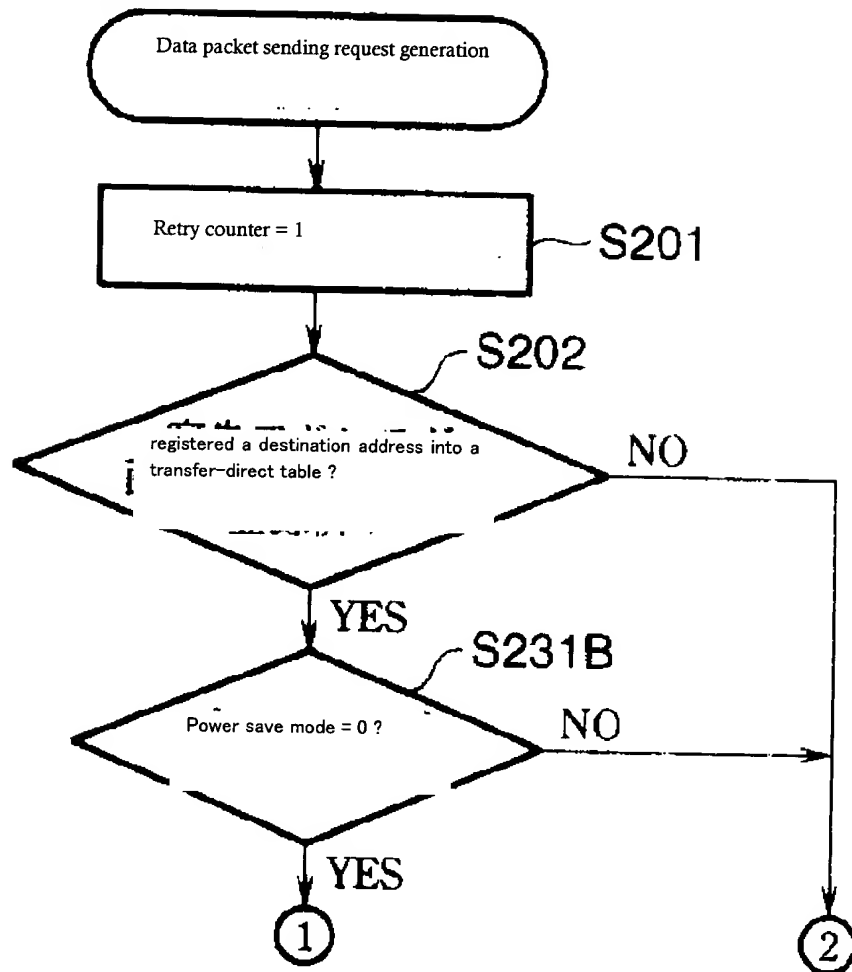 Data packet sending request generation
Retry counter = 1
S201
S202
registered a destination address into a
transfer-direct table ?
NO
YES
S231B
Power save mode = 0 ?
NO
YES
1
2